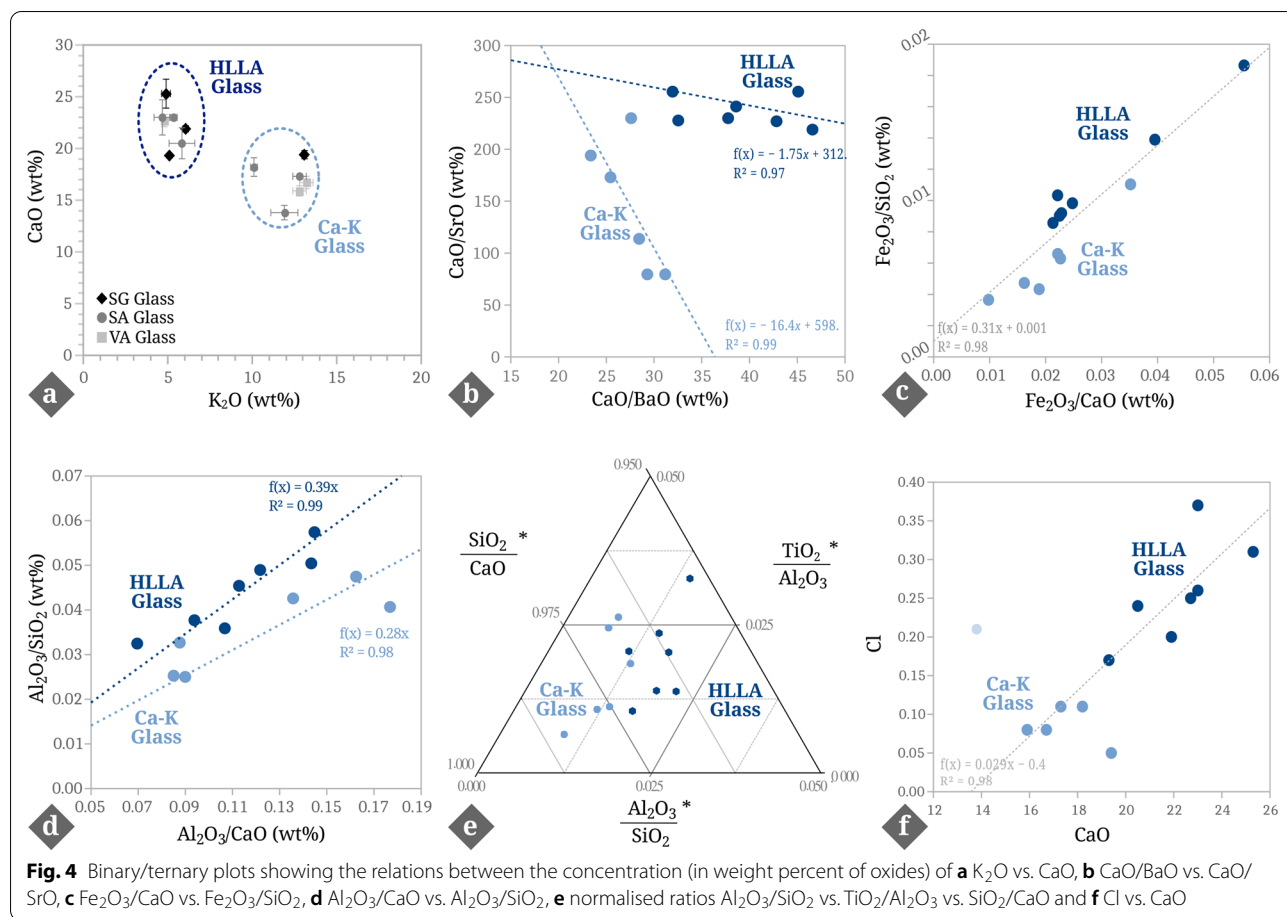 30
25
20
15
10
5
0
CaO (wt%)
HLLA
Glass
Ca-K
Glass
SG Glass
SA Glass
VA Glass
0 5 10 15 20
K₂O (wt%)
a
300
250
200
150
100
50
0
CaO/SrO (wt%)
HLLA
Glass
f(x) = − 1.75x + 312.
R² = 0.97
Ca-K
Glass
f(x) = − 16.4x + 598.
R² = 0.99
15 20 25 30 35 40 45 50
CaO/BaO (wt%)
b
0.02
0.01
0.00
Fe₂O₃/SiO₂ (wt%)
HLLA
Glass
Ca-K
Glass
f(x) = 0.31x + 0.001
R² = 0.98
0.00 0.01 0.02 0.03 0.04 0.05 0.06
Fe₂O₃/CaO (wt%)
c
0.07
0.06
0.05
0.04
0.03
0.02
0.01
0.00
Al₂O₃/SiO₂ (wt%)
f(x) = 0.39x
R² = 0.99
HLLA
Glass
f(x) = 0.28x
R² = 0.98
Ca-K
Glass
0.05 0.07 0.09 0.11 0.13 0.15 0.17 0.19
Al₂O₃/CaO (wt%)
d
0.950
0.050
SiO₂ *
CaO
TiO₂ *
Al₂O₃
0.975
0.025
Ca-K
Glass
HLLA
Glass
1.000
0.000
0.000 0.025 0.050
Al₂O₃ *
SiO₂
e
0.40
0.35
0.30
0.25
0.20
0.15
0.10
0.05
0.00
Cl
HLLA
Glass
Ca-K
Glass
f(x) = 0.029x − 0.4
R² = 0.98
12 14 16 18 20 22 24 26
CaO
f
Fig. 4 Binary/ternary plots showing the relations between the concentration (in weight percent of oxides) of a K₂O vs. CaO, b CaO/BaO vs. CaO/
SrO, c Fe₂O₃/CaO vs. Fe₂O₃/SiO₂, d Al₂O₃/CaO vs. Al₂O₃/SiO₂, e normalised ratios Al₂O₃/SiO₂ vs. TiO₂/Al₂O₃ vs. SiO₂/CaO and f Cl vs. CaO